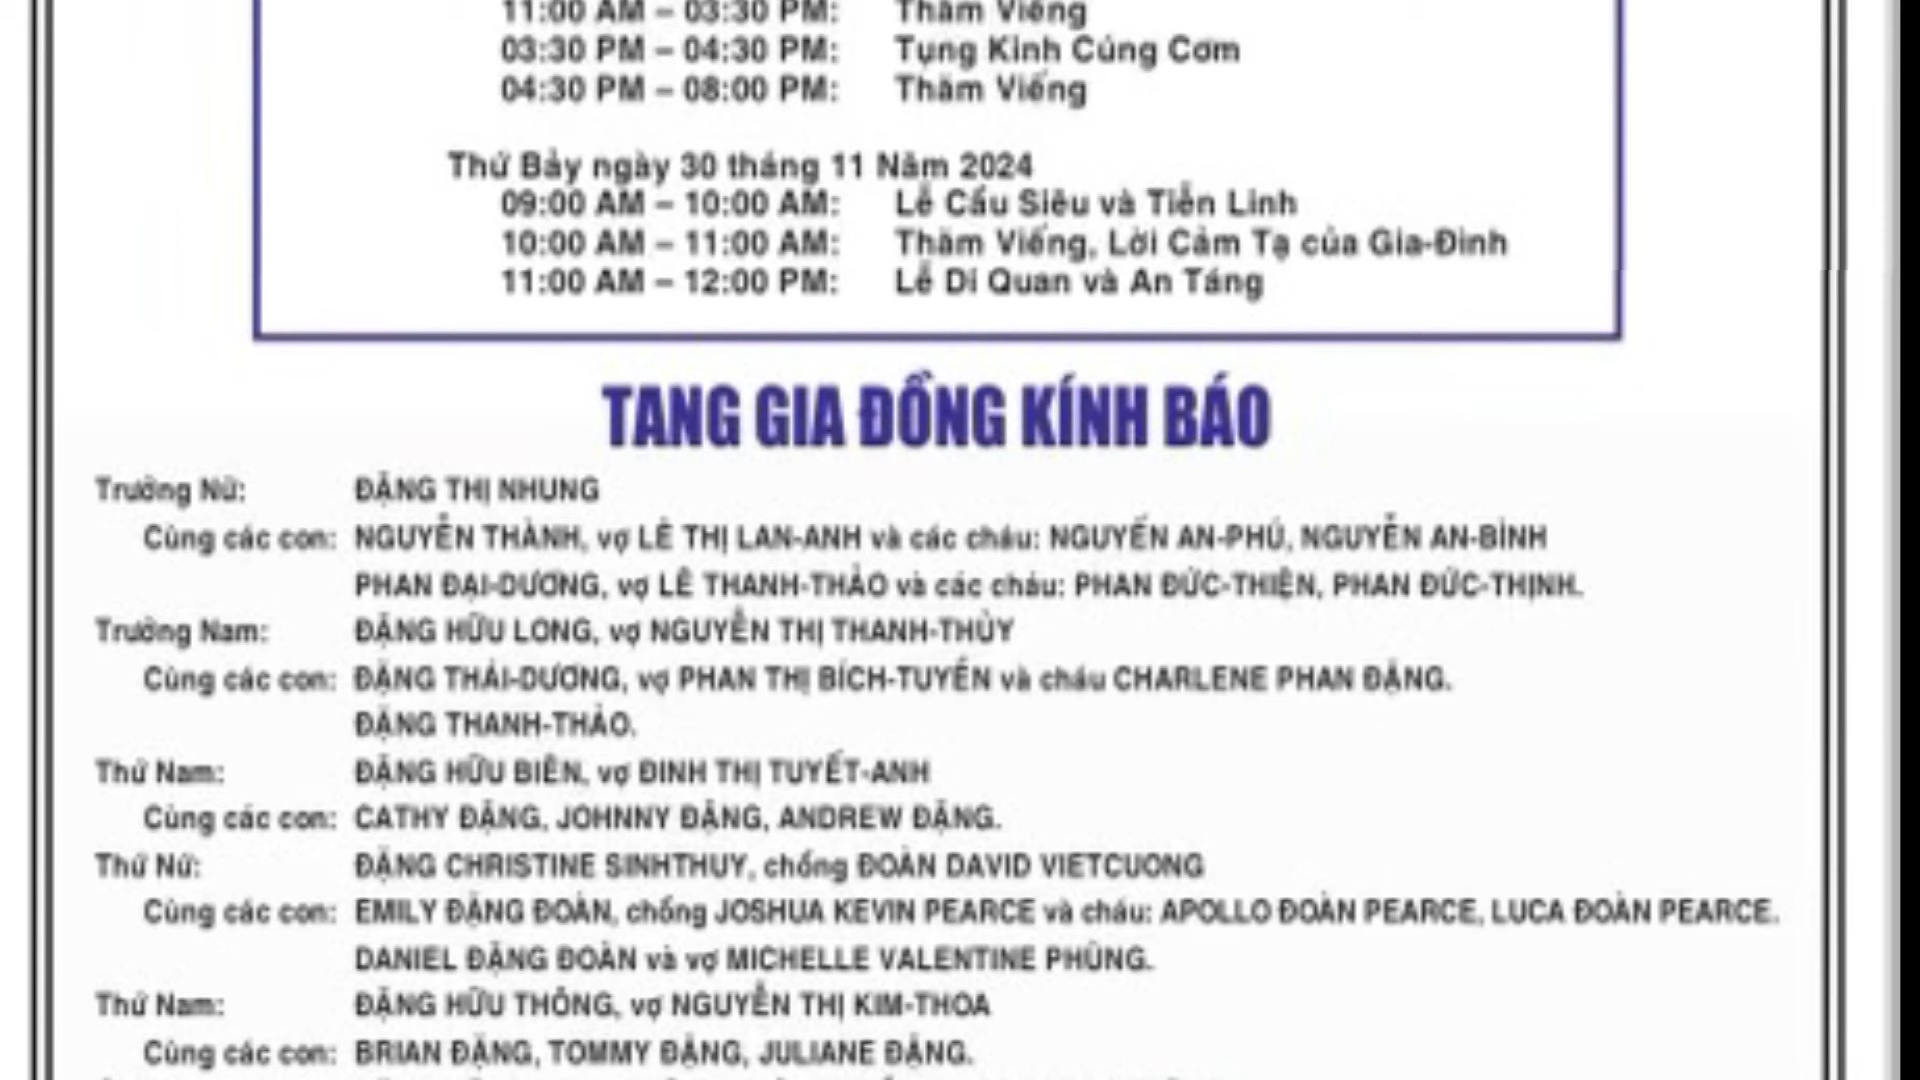 11:00 AM – 03:30 PM: Thăm Viếng
03:30 PM – 04:30 PM: Tụng Kinh Cúng Cơm
04:30 PM – 08:00 PM: Thăm Viếng
Thứ Bảy ngày 30 tháng 11 Năm 2024
09:00 AM – 10:00 AM: Lễ Cầu Siêu và Tiễn Linh
10:00 AM – 11:00 AM: Thăm Viếng, Lời Cảm Tạ của Gia-Đình
11:00 AM – 12:00 PM: Lễ Di Quan và An Táng
TANG GIA ĐỒNG KÍNH BÁO
Trưởng Nữ: ĐẶNG THỊ NHUNG
Cùng các con: NGUYỄN THÀNH, vợ LÊ THỊ LAN-ANH và các cháu: NGUYỄN AN-PHÚ, NGUYỄN AN-BÌNH
PHAN ĐẠI-DƯƠNG, vợ LÊ THANH-THẢO và các cháu: PHAN ĐỨC-THIỆN, PHAN ĐỨC-THỊNH.
Trưởng Nam: ĐẶNG HỮU LONG, vợ NGUYỄN THỊ THANH-THỦY
Cùng các con: ĐẶNG THÁI-DƯƠNG, vợ PHAN THỊ BÍCH-TUYỀN và cháu CHARLENE PHAN ĐẶNG.
ĐẶNG THANH-THẢO.
Thứ Nam: ĐẶNG HỮU BIÊN, vợ ĐINH THỊ TUYẾT-ANH
Cùng các con: CATHY ĐẶNG, JOHNNY ĐẶNG, ANDREW ĐẶNG.
Thứ Nữ: ĐẶNG CHRISTINE SINHTHUY, chồng ĐOÀN DAVID VIETCUONG
Cùng các con: EMILY ĐẶNG ĐOÀN, chồng JOSHUA KEVIN PEARCE và cháu: APOLLO ĐOÀN PEARCE, LUCA ĐOÀN PEARCE.
DANIEL ĐẶNG ĐOÀN và vợ MICHELLE VALENTINE PHÙNG.
Thứ Nam: ĐẶNG HỮU THÔNG, vợ NGUYỄN THỊ KIM-THOA
Cùng các con: BRIAN ĐẶNG, TOMMY ĐẶNG, JULIANE ĐẶNG.